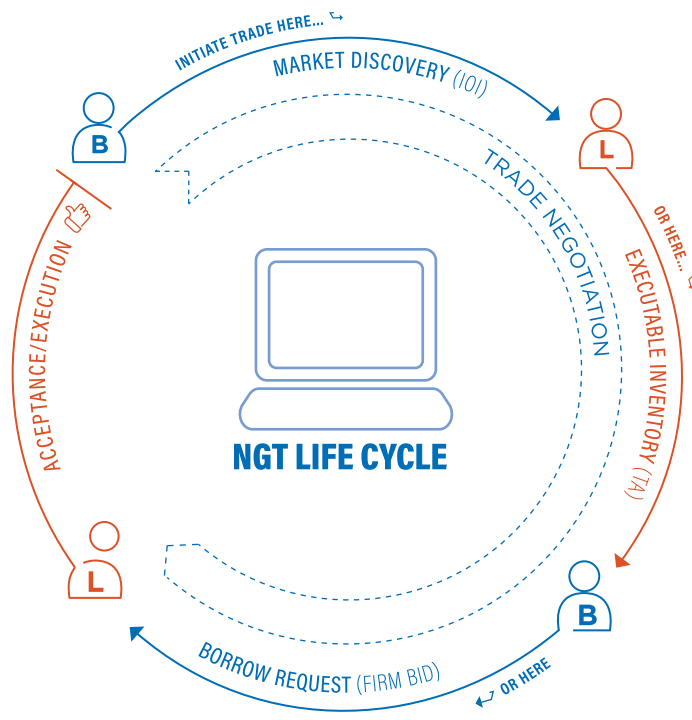 INITIATE TRADE HERE...
MARKET DISCOVERY (IOI)
B
L
TRADE NEGOTIATION
OR HERE...
EXECUTABLE INVENTORY (TA)
ACCEPTANCE/EXECUTION
NGT LIFE CYCLE
L
B
BORROW REQUEST (FIRM BID)
OR HERE